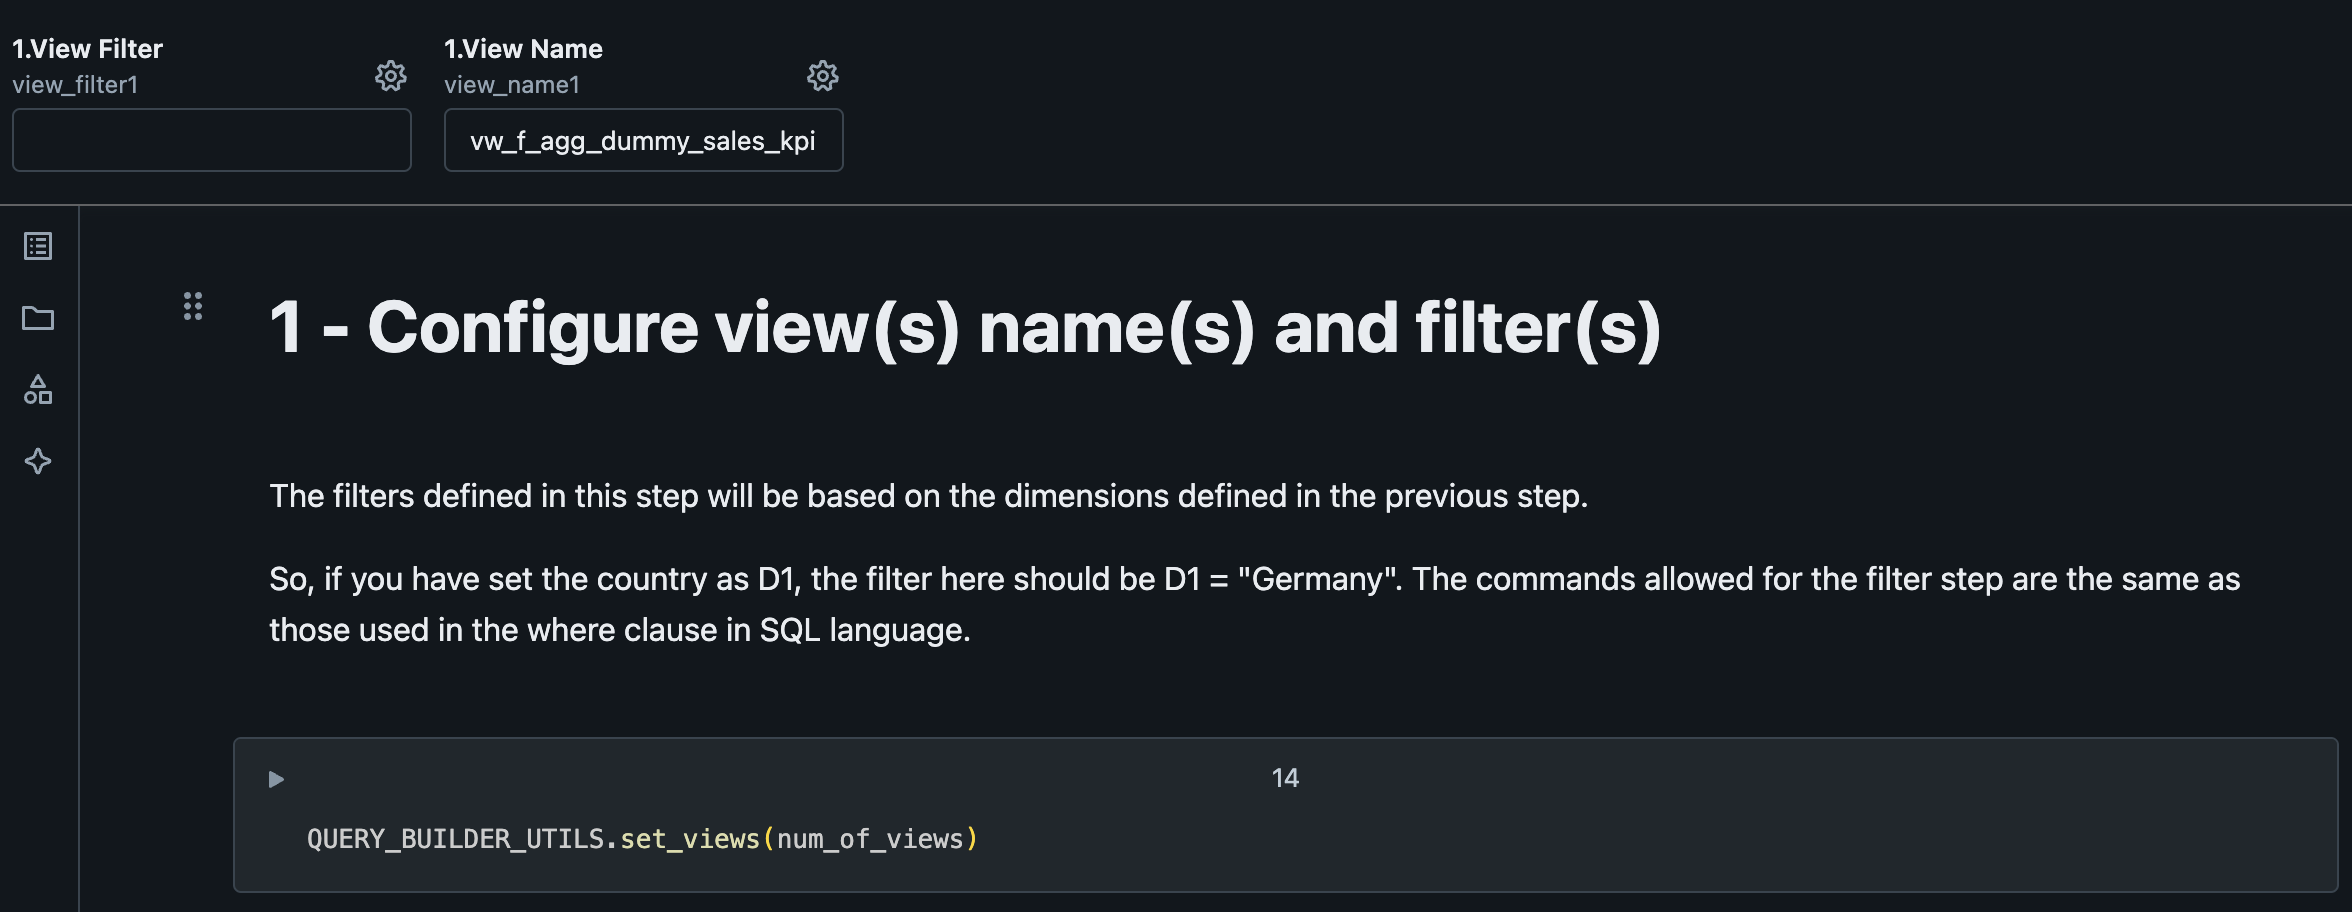 1.View Filter
view_filter1
1.View Name
view_name1
vw_f_agg_dummy_sales_kpi
1 - Configure view(s) name(s) and filter(s)
The filters defined in this step will be based on the dimensions defined in the previous step.
So, if you have set the country as D1, the filter here should be D1 = "Germany". The commands allowed for the filter step are the same as
those used in the where clause in SQL language.
14
QUERY_BUILDER_UTILS.set_views(num_of_views)